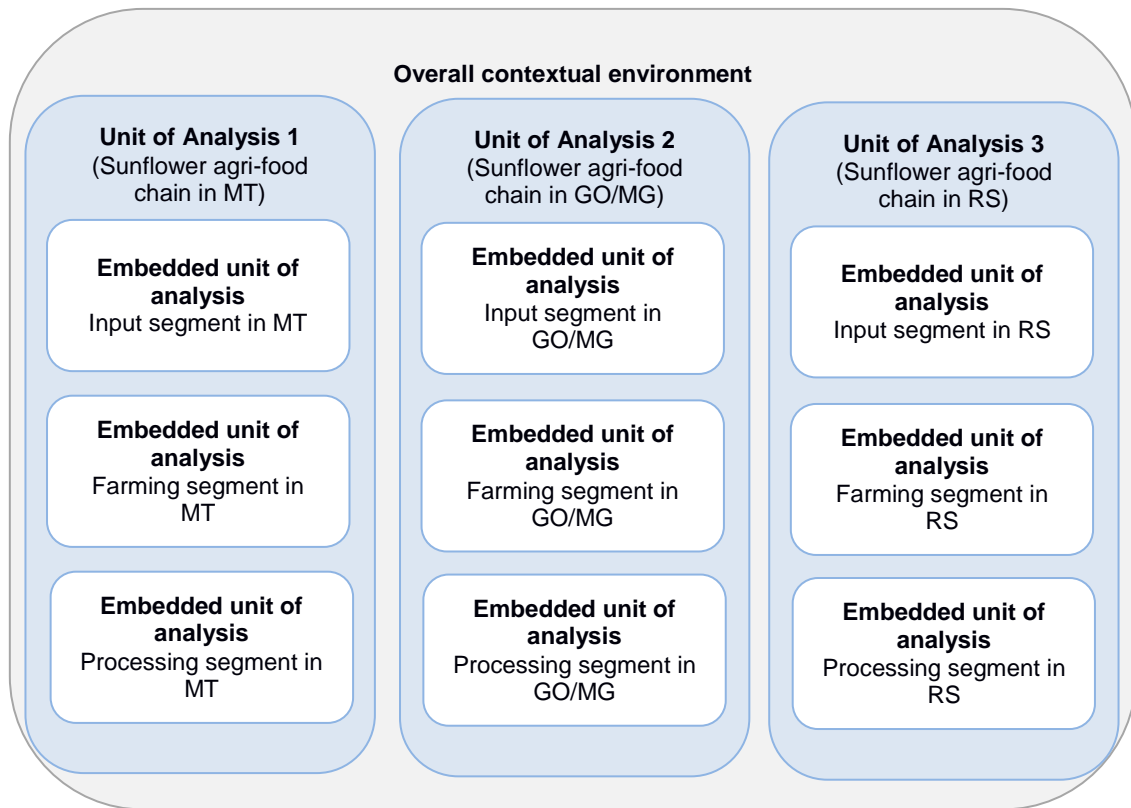 Overall contextual environment
Unit of Analysis 1
(Sunflower agri-food
chain in MT)
Embedded unit of
analysis
Input segment in MT
Embedded unit of
analysis
Farming segment in
MT
Embedded unit of
analysis
Processing segment in
MT
Unit of Analysis 2
(Sunflower agri-food
chain in GO/MG)
Embedded unit of
analysis
Input segment in
GO/MG
Embedded unit of
analysis
Farming segment in
GO/MG
Embedded unit of
analysis
Processing segment in
GO/MG
Unit of Analysis 3
(Sunflower agri-food
chain in RS)
Embedded unit of
analysis
Input segment in RS
Embedded unit of
analysis
Farming segment in
RS
Embedded unit of
analysis
Processing segment in
RS